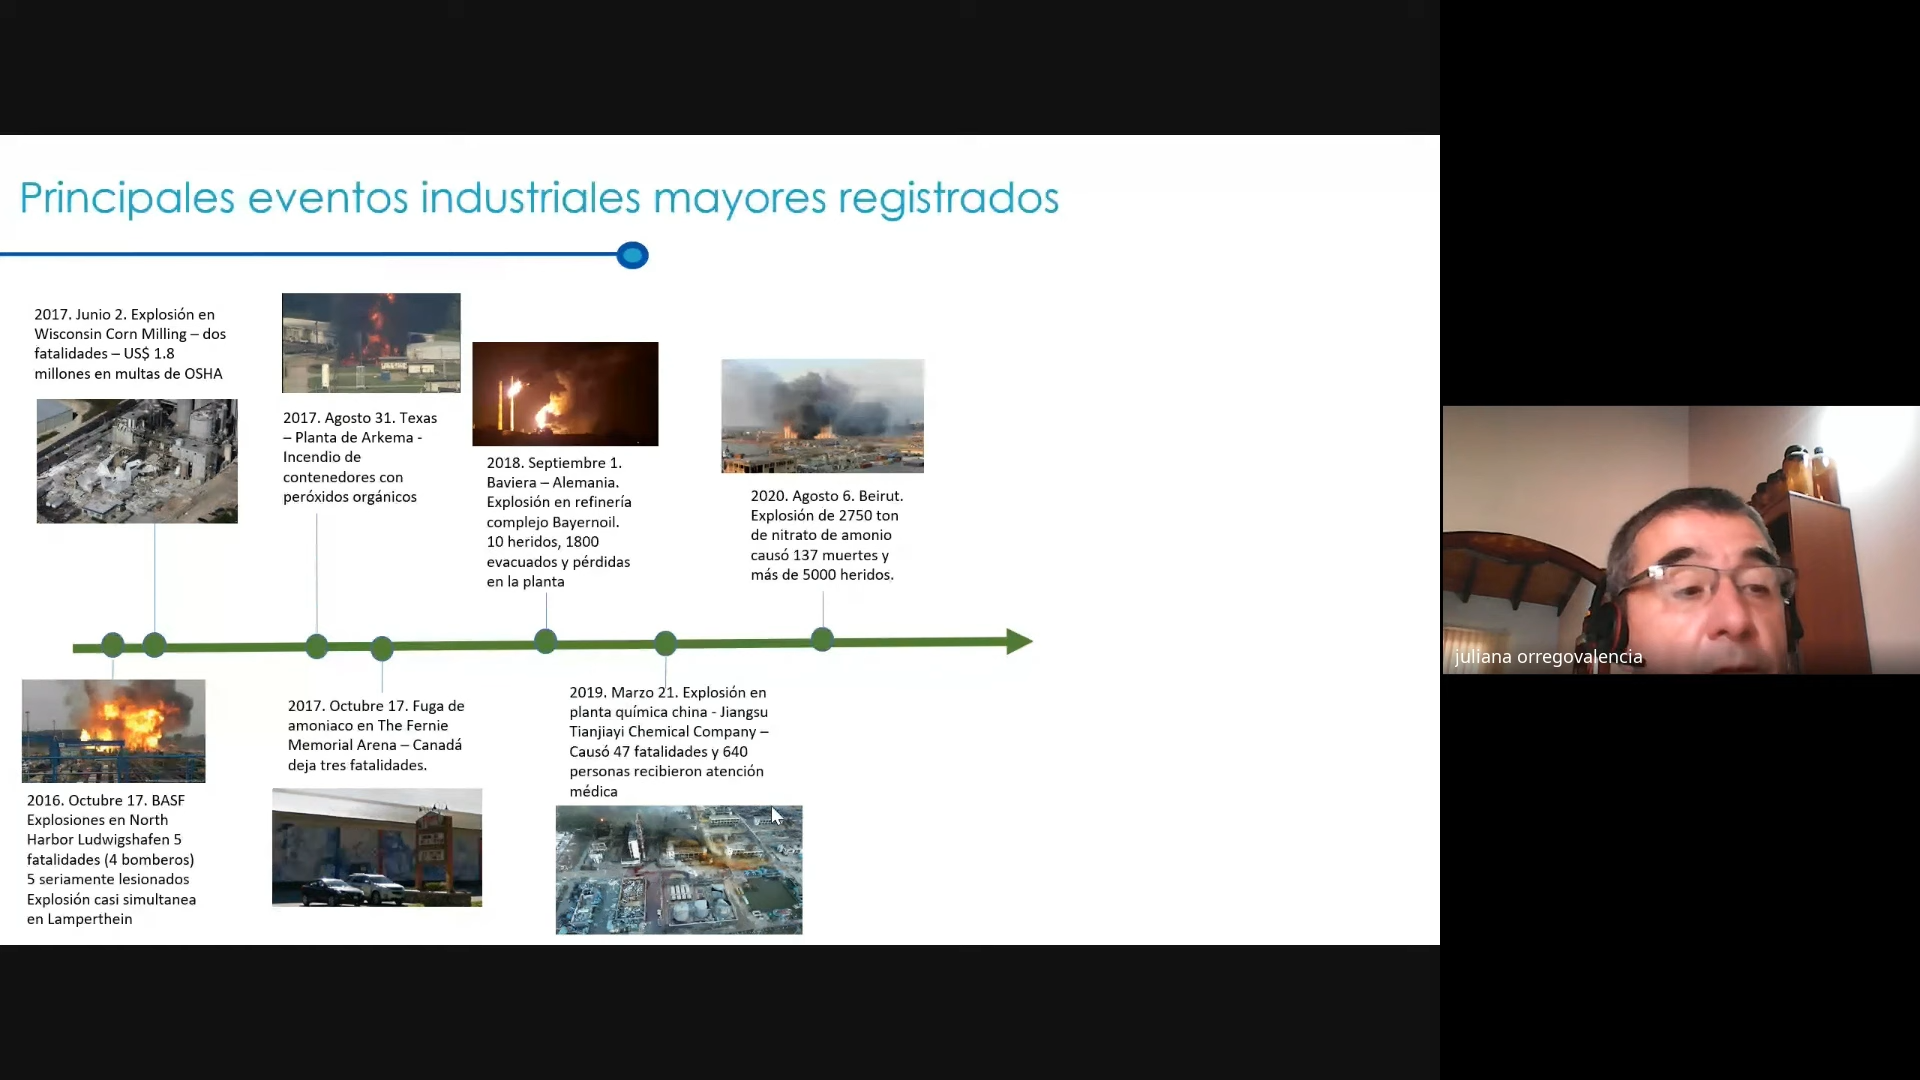 Principales eventos industriales mayores registrados
2017. Junio 2. Explosión en
Wisconsin Corn Milling – dos
fatalidades – US$ 1.8
millones en multas de OSHA
2017. Agosto 31. Texas
– Planta de Arkema -
Incendio de
contenedores con
peróxidos orgánicos
2018. Septiembre 1.
Baviera – Alemania.
Explosión en refinería
complejo Bayernoil.
10 heridos, 1800
evacuados y pérdidas
en la planta
2020. Agosto 6. Beirut.
Explosión de 2750 ton
de nitrato de amonio
causó 137 muertes y
más de 5000 heridos.
2016. Octubre 17. BASF
Explosiones en North
Harbor Ludwigshafen 5
fatalidades (4 bomberos)
5 seriamente lesionados
Explosión casi simultanea
en Lamperthein
2017. Octubre 17. Fuga de
amoniaco en The Fernie
Memorial Arena – Canadá
deja tres fatalidades.
2019. Marzo 21. Explosión en
planta química china - Jiangsu
Tianjiayi Chemical Company –
Causó 47 fatalidades y 640
personas recibieron atención
médica
juliana orregovalencia